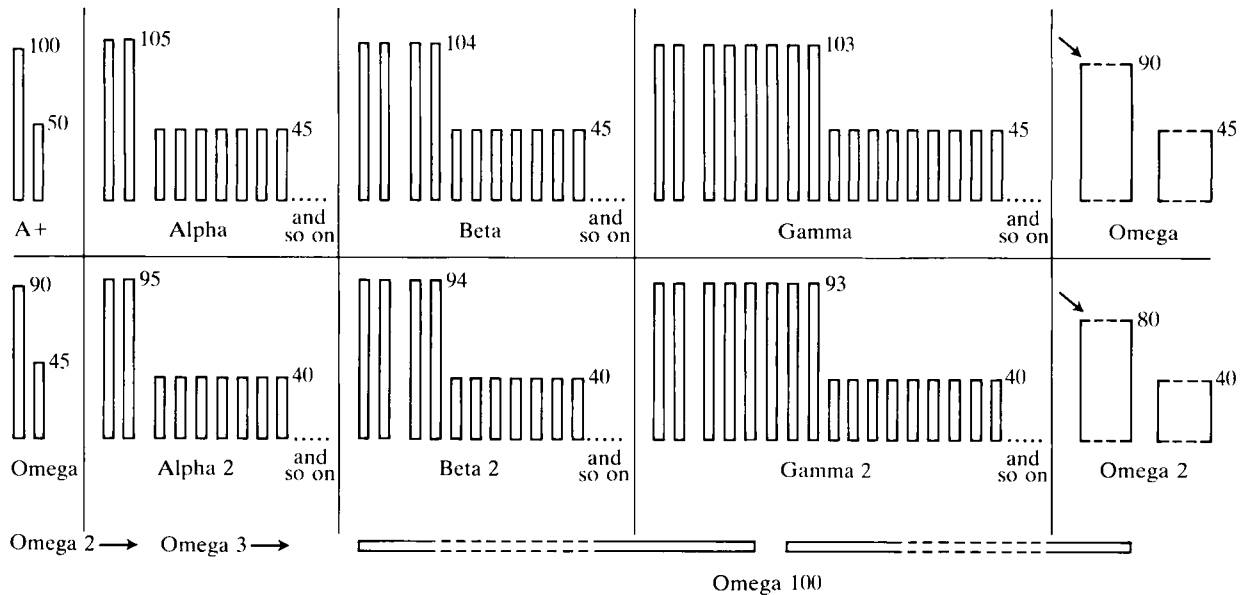 100
50
A+
105
45
.....
and
so on
Alpha
104
45
.....
and
so on
Beta
103
45
.....
and
so on
Gamma
90
45
Omega
90
45
Omega
95
40
.....
and
so on
Alpha 2
94
40
.....
and
so on
Beta 2
93
40
.....
and
so on
Gamma 2
80
40
Omega 2
Omega 2
Omega 3
Omega 100